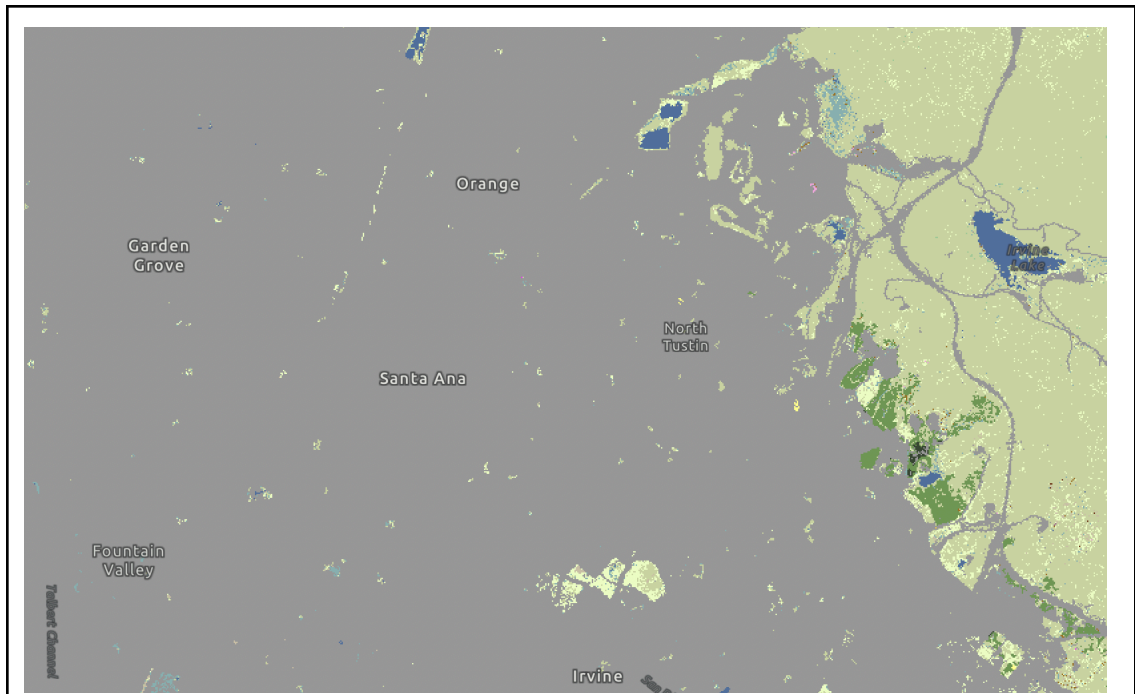 Orange
Garden
Grove
Irvine
Lake
North
Tustin
Santa Ana
Fountain
Valley
Talbert Channel
Irvine